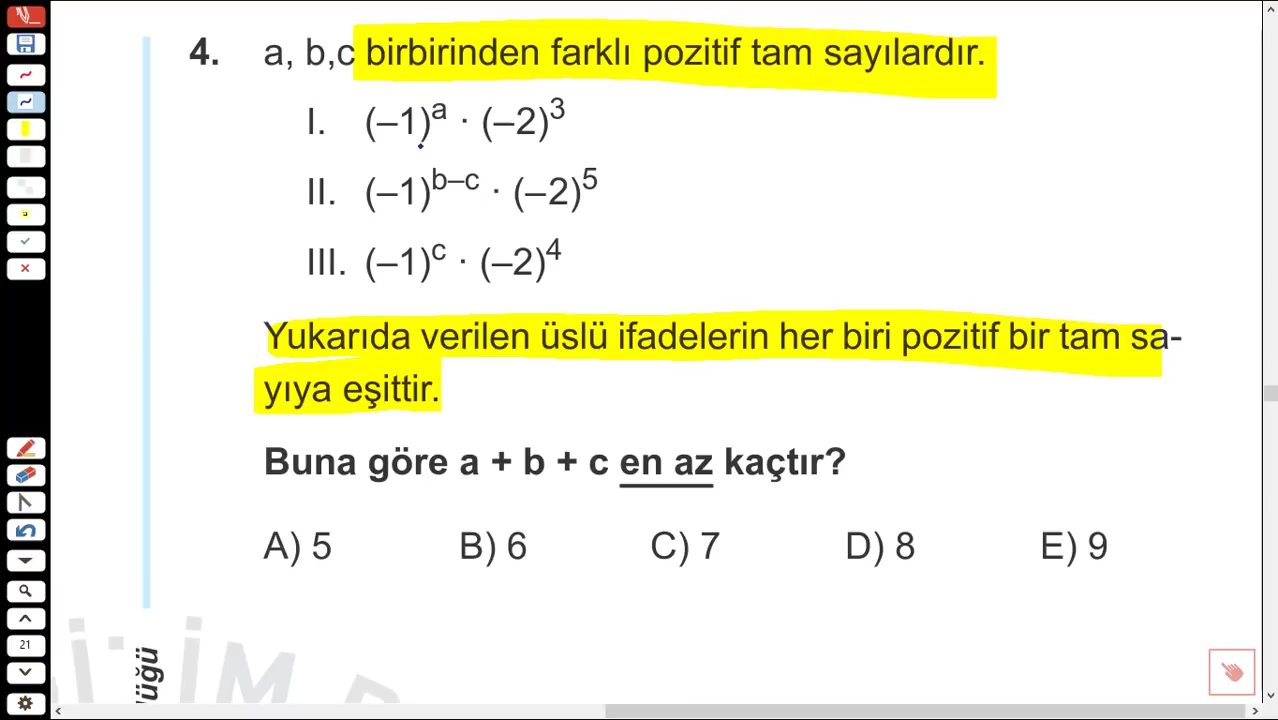 4. a, b,c birbirinden farklı pozitif tam sayılardır.
I. (–1)^a · (–2)^3
II. (–1)^{b–c} · (–2)^5
III. (–1)^c · (–2)^4
Yukarıda verilen üslü ifadelerin her biri pozitif bir tam sa-
yıya eşittir.
Buna göre a + b + c en az kaçtır?
A) 5 B) 6 C) 7 D) 8 E) 9
21